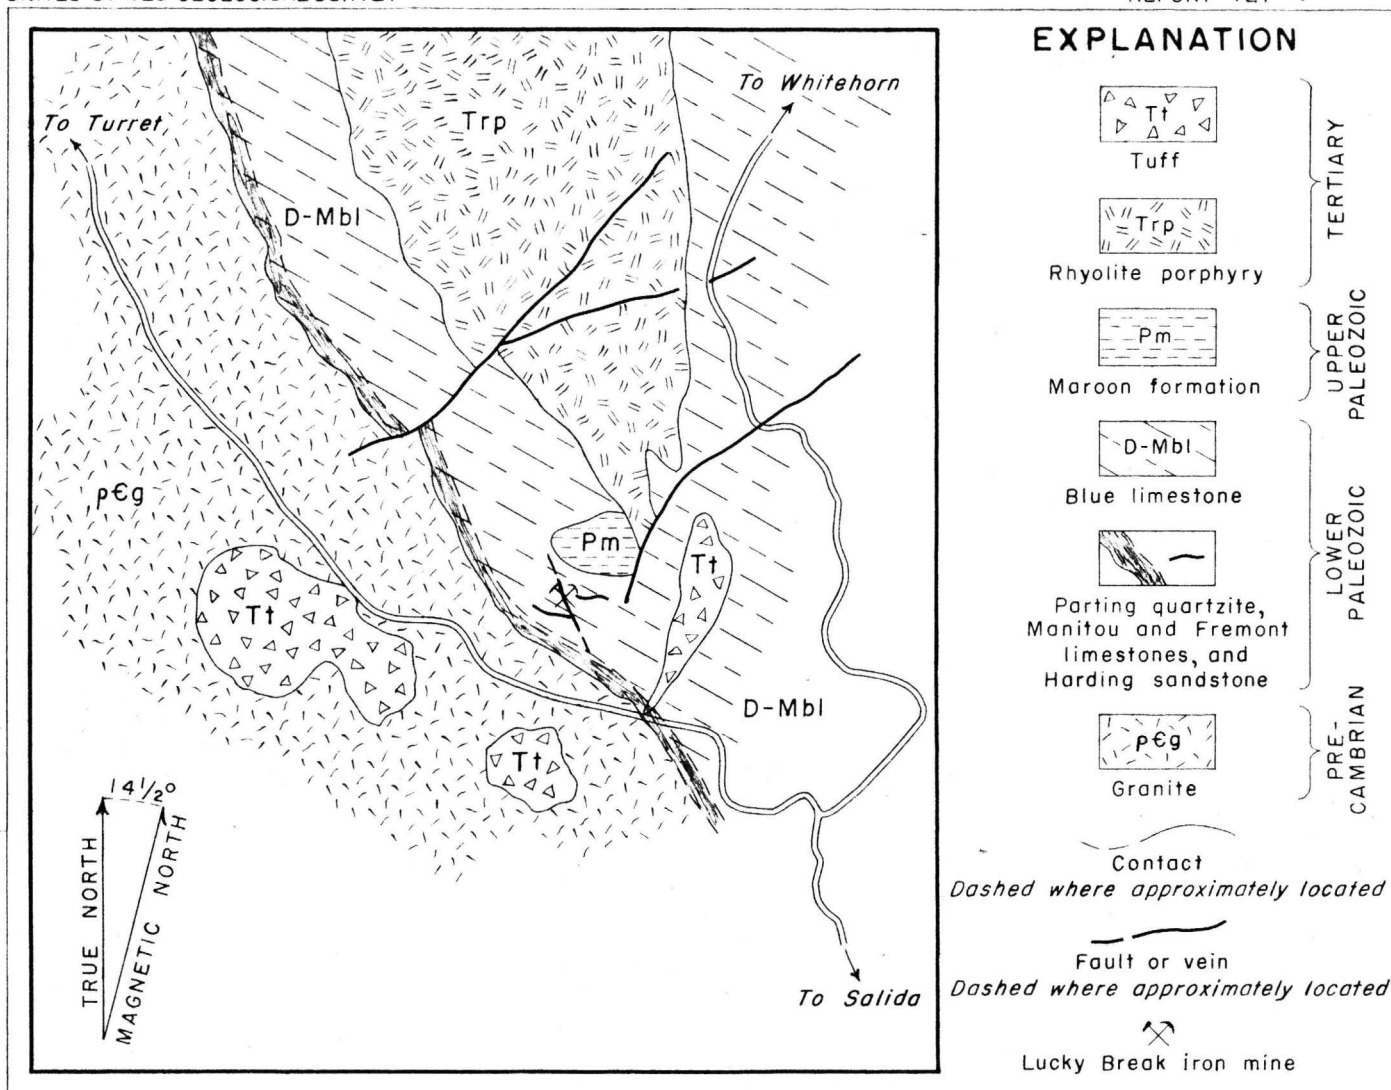 EXPLANATION
To Whitehorn
To Turret
Trp
D-Mbl
pЄg
Pm
Tt
Tt
D-Mbl
Tt
14 1/2°
TRUE NORTH
MAGNETIC NORTH
To Salida
Tt
Tuff
Trp
Rhyolite porphyry
TERTIARY
Pm
Maroon formation
UPPER
PALEOZOIC
D-Mbl
Blue limestone
Parting quartzite,
Manitou and Fremont
limestones, and
Harding sandstone
LOWER
PALEOZOIC
pЄg
Granite
PRE-
CAMBRIAN
Contact
Dashed where approximately located
Fault or vein
Dashed where approximately located
Lucky Break iron mine